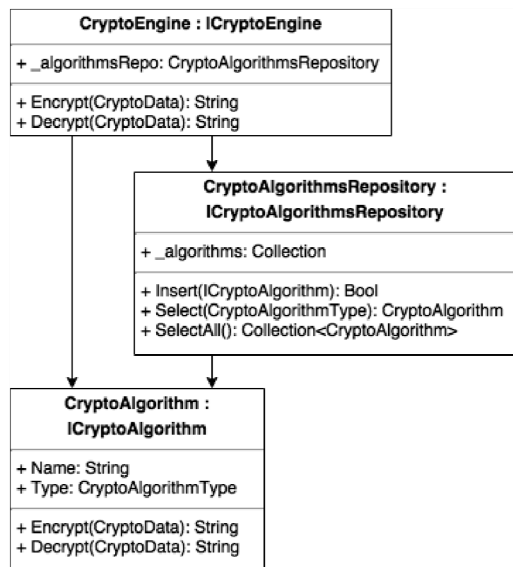 CryptoEngine : ICryptoEngine
+ _algorithmsRepo: CryptoAlgorithmsRepository
+ Encrypt(CryptoData): String
+ Decrypt(CryptoData): String
CryptoAlgorithmsRepository :
ICryptoAlgorithmsRepository
+ _algorithms: Collection
+ Insert(ICryptoAlgorithm): Bool
+ Select(CryptoAlgorithmType): CryptoAlgorithm
+ SelectAll(): Collection<CryptoAlgorithm>
CryptoAlgorithm :
ICryptoAlgorithm
+ Name: String
+ Type: CryptoAlgorithmType
+ Encrypt(CryptoData): String
+ Decrypt(CryptoData): String